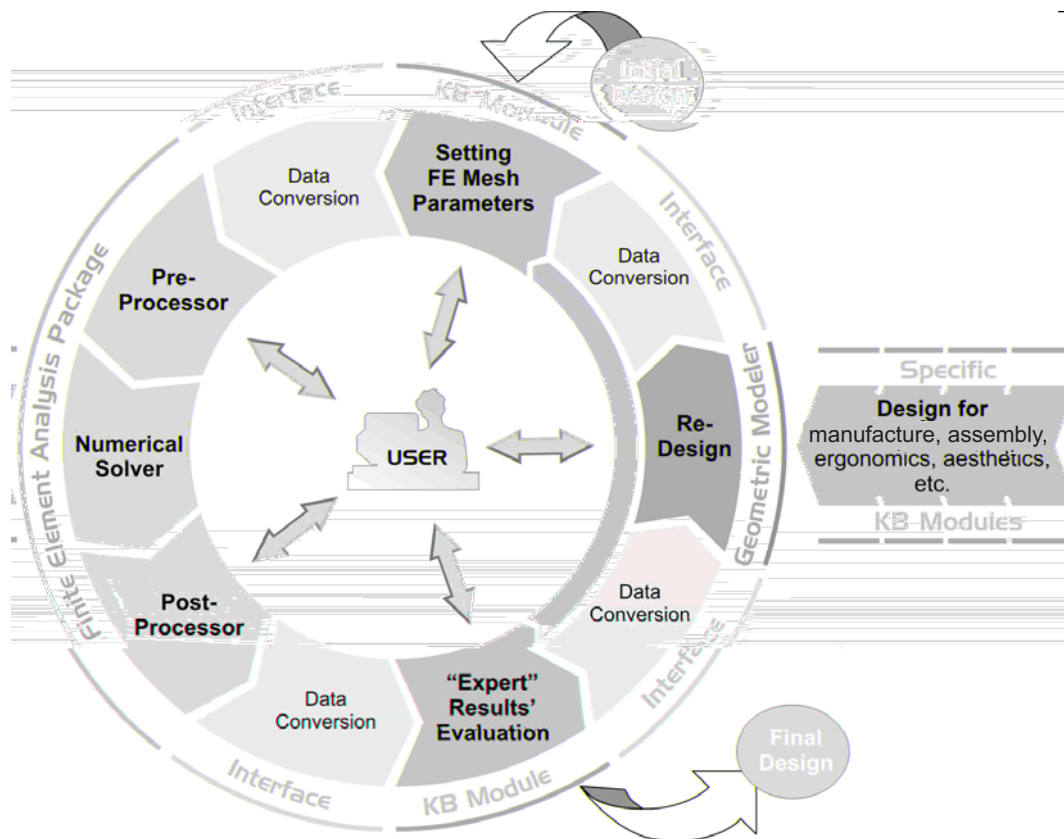 Initial
Design
Interface
KB Module
Setting
FE Mesh
Parameters
Data
Conversion
Interface
Data
Conversion
Pre-
Processor
Finite Element Analysis Package
Numerical
Solver
USER
Re-
Design
Geometric Modeler
Specific
Design for
manufacture, assembly,
ergonomics, aesthetics,
etc.
KB Modules
Post-
Processor
Data
Conversion
Interface
Data
Conversion
Interface
"Expert"
Results'
Evaluation
KB Module
Final
Design